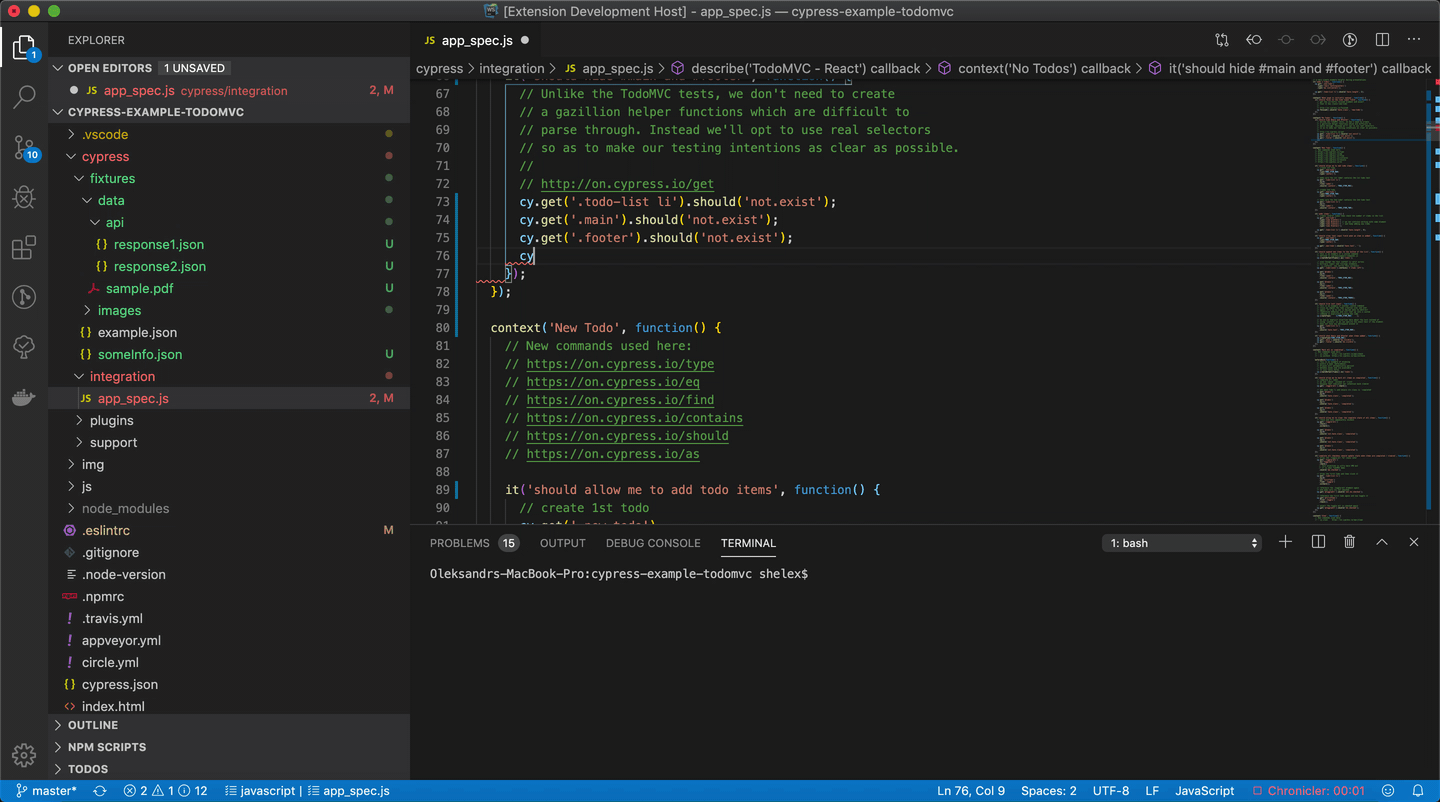 [Extension Development Host] - app_spec.js — cypress-example-todomvc
1
EXPLORER
OPEN EDITORS 1 UNSAVED
JS app_spec.js cypress/integration 2, M
CYPRESS-EXAMPLE-TODOMVC
.vscode
cypress
fixtures
data
api
{} response1.json U
{} response2.json U
sample.pdf U
images
{} example.json
{} someInfo.json U
integration
JS app_spec.js 2, M
plugins
support
img
js
node_modules
.eslintrc M
.gitignore
.node-version
.npmrc
! .travis.yml
! appveyor.yml
! circle.yml
{} cypress.json
<> index.html
OUTLINE
NPM SCRIPTS
TODOS
10
JS app_spec.js
cypress > integration > JS app_spec.js > describe('TodoMVC - React') callback > context('No Todos') callback > it('should hide #main and #footer') callback
67 // Unlike the TodoMVC tests, we don't need to create
68 // a gazillion helper functions which are difficult to
69 // parse through. Instead we'll opt to use real selectors
70 // so as to make our testing intentions as clear as possible.
71 //
72 // http://on.cypress.io/get
73 cy.get('.todo-list li').should('not.exist');
74 cy.get('.main').should('not.exist');
75 cy.get('.footer').should('not.exist');
76 cy
77 });
78 });
79
80 context('New Todo', function() {
81 // New commands used here:
82 // https://on.cypress.io/type
83 // https://on.cypress.io/eq
84 // https://on.cypress.io/find
85 // https://on.cypress.io/contains
86 // https://on.cypress.io/should
87 // https://on.cypress.io/as
88
89 it('should allow me to add todo items', function() {
90 // create 1st todo
PROBLEMS 15 OUTPUT DEBUG CONSOLE TERMINAL 1: bash
Oleksandrs-MacBook-Pro:cypress-example-todomvc shelex$
master* 2 1 12 javascript | app_spec.js Ln 76, Col 9 Spaces: 2 UTF-8 LF JavaScript Chronicler: 00:01